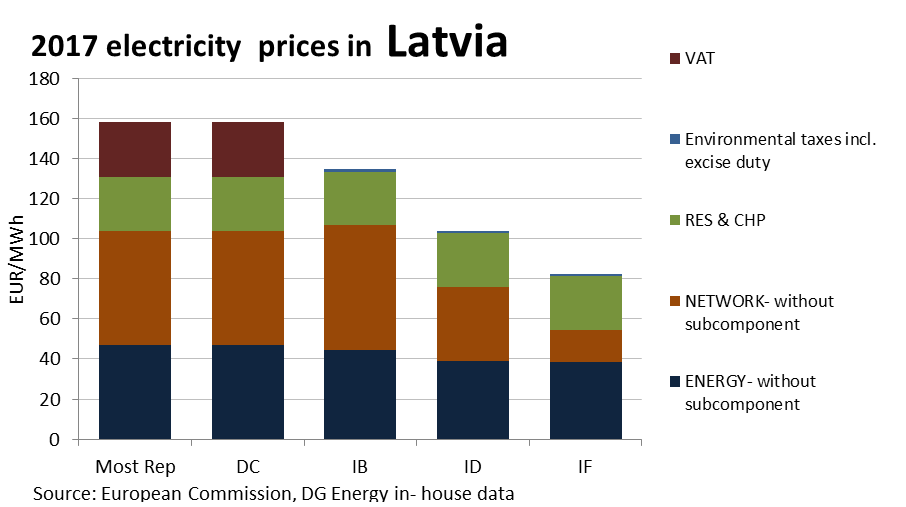 2017 electricity prices in Latvia
180
160
140
120
100
80
60
40
20
0
EUR/MWh
Most Rep
DC
IB
ID
IF
VAT
Environmental taxes incl.
excise duty
RES & CHP
NETWORK- without
subcomponent
ENERGY- without
subcomponent
Source: European Commission, DG Energy in- house data